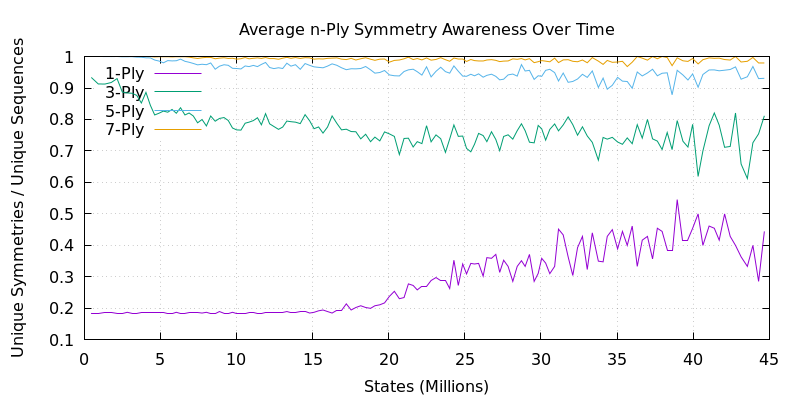 Average n-Ply Symmetry Awareness Over Time
Unique Symmetries / Unique Sequences
1
0.9
0.8
0.7
0.6
0.5
0.4
0.3
0.2
0.1
1-Ply
3-Ply
5-Ply
7-Ply
0 5 10 15 20 25 30 35 40 45
States (Millions)